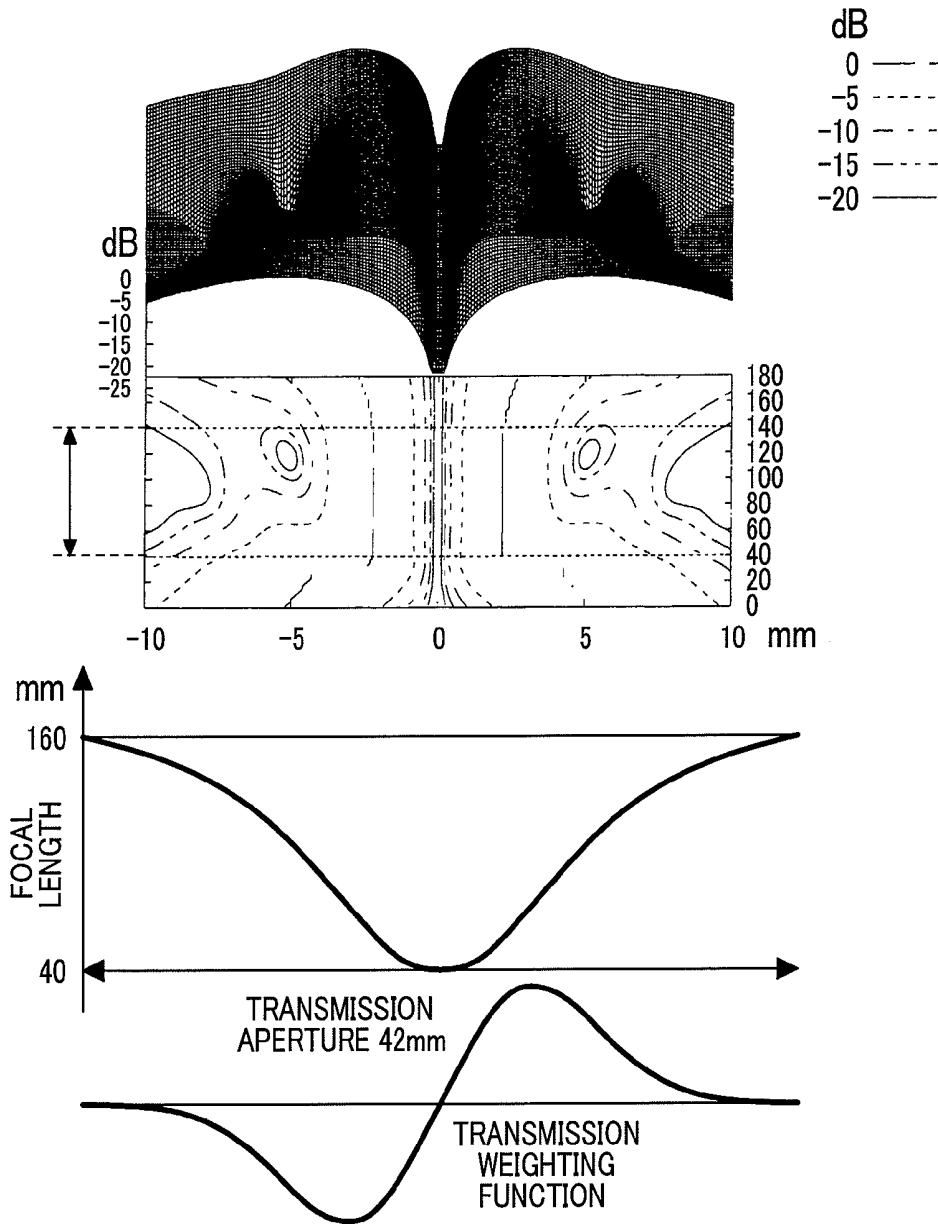 dB
0
-5
-10
-15
-20
dB
0
-5
-10
-15
-20
-25
180
160
140
120
100
80
60
40
20
0
-10 -5 0 5 10 mm
mm
160
FOCAL
LENGTH
40
TRANSMISSION
APERTURE 42mm
TRANSMISSION
WEIGHTING
FUNCTION